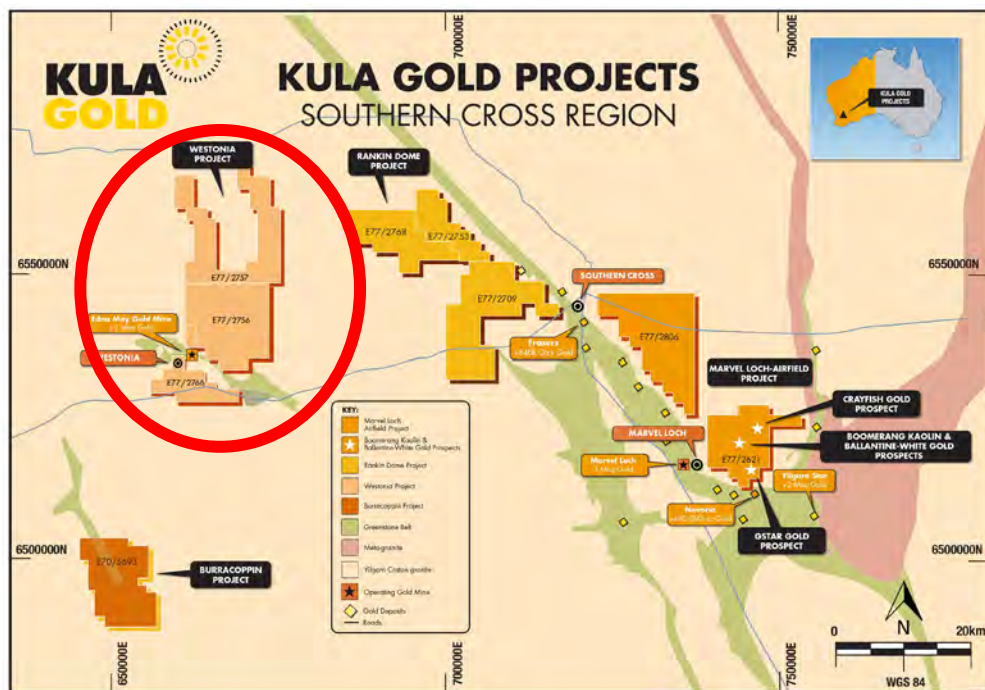 KULA
GOLD
KULA GOLD PROJECTS
SOUTHERN CROSS REGION
700000E
750000E
KULA GOLD
PROJECTS
WESTONIA
PROJECT
RANKIN DOME
PROJECT
E77/2768
E77/2753
6550000N
6550000N
E77/2757
E77/2709
SOUTHERN CROSS
E77/2756
Edna May Gold Mine
Frasers
E77/2806
WESTONIA
E77/2766
MARVEL LOCH-AIRFIELD
PROJECT
CRAYFISH GOLD
PROSPECT
MARVEL LOCH
BOOMERANG KAOLIN &
BALLANTINE-WHITE GOLD
PROSPECTS
E77/2621
Marvel Loch
Yilgarn Star
Nevoria
GSTAR GOLD
PROSPECT
KEY:
Marvel Loch
Airfield Project
Boomerang Kaolin &
Ballantine-White Gold Prospects
Rankin Dome Project
Westonia Project
Burracoppin Project
Greenstone Belt
Metagranite
Yilgarn Craton granite
Operating Gold Mine
Gold Deposits
Roads
6500000N
6500000N
E70/5693
BURRACOPPIN
PROJECT
N
0 20km
WGS 84
650000E
700000E
750000E